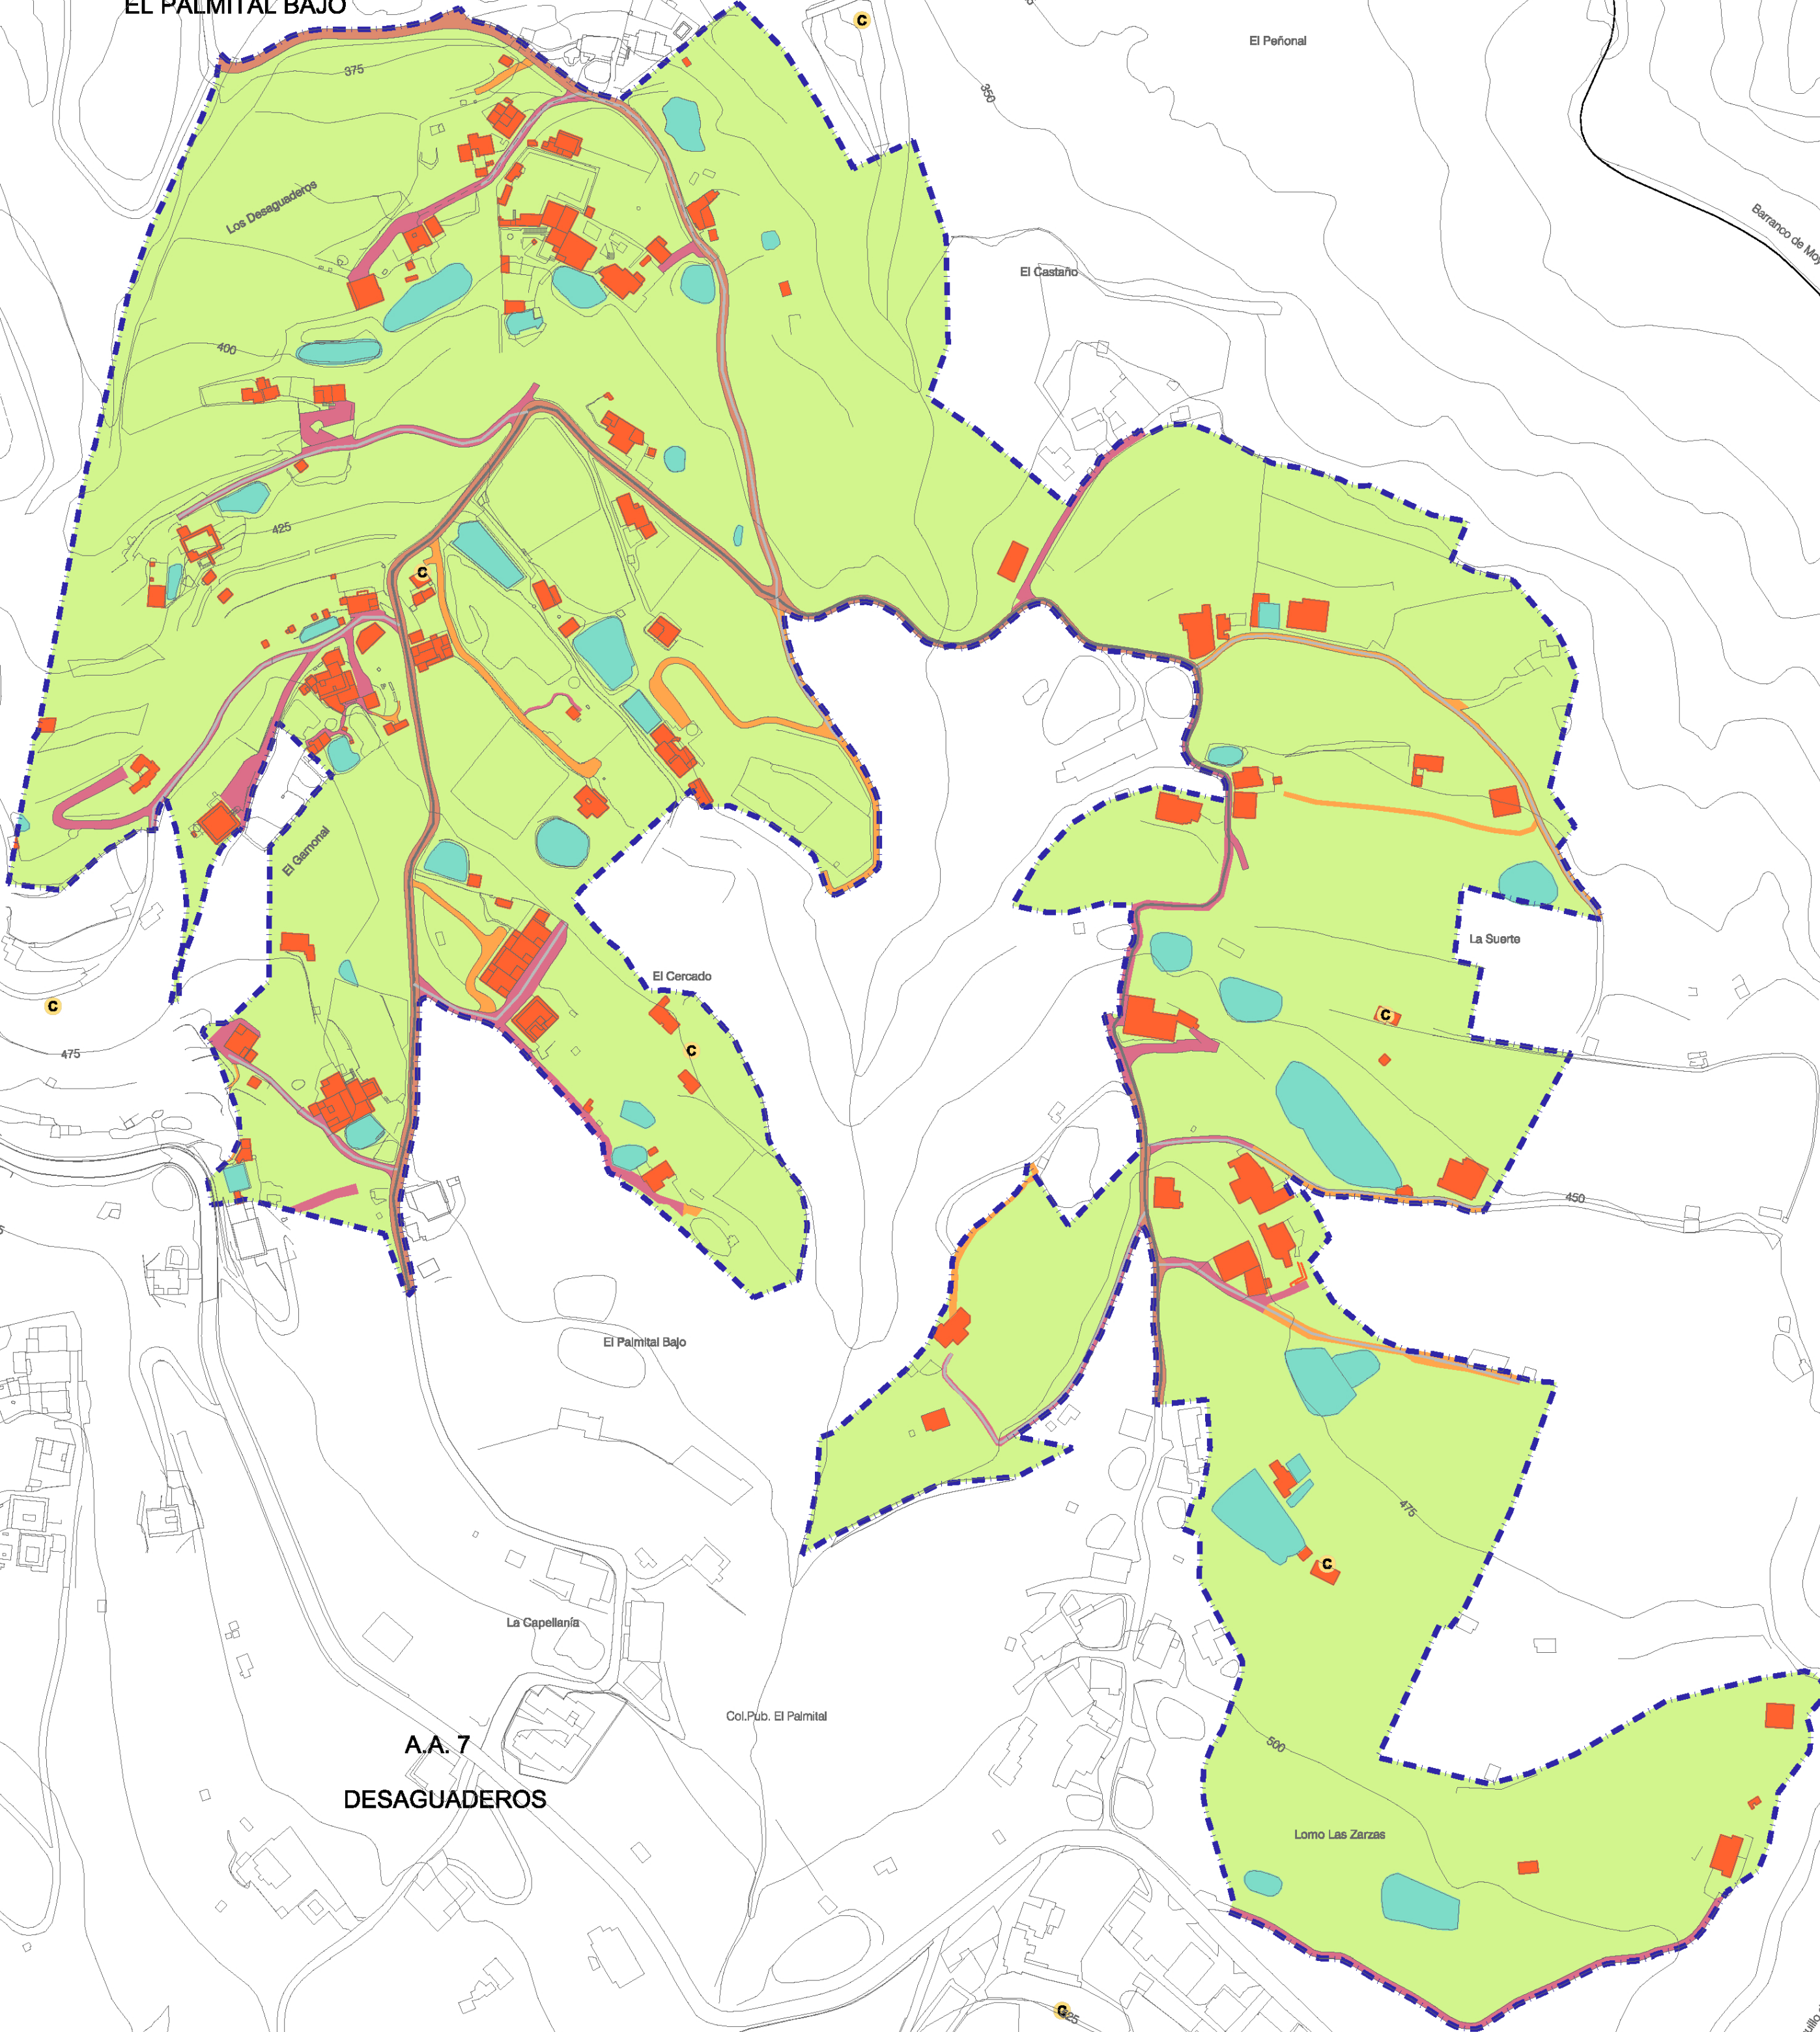 EL PALMITAL BAJO
C
El Peñonal
375
350
Los Desaguaderos
Barranco de Moy
El Castaño
400
425
C
El Gamonal
La Suerte
El Cercado
C
C
C
475
450
El Palmital Bajo
475
C
La Capellanía
Col.Pub. El Palmital
A.A. 7
500
DESAGUADEROS
Lomo Las Zarzas
C
525